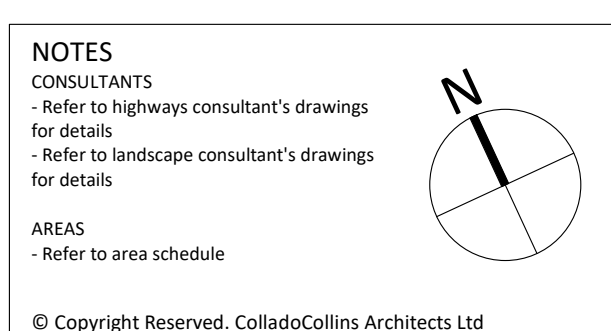 NOTES
CONSULTANTS
- Refer to highways consultant's drawings
for details
- Refer to landscape consultant's drawings
for details
AREAS
- Refer to area schedule
N
© Copyright Reserved. ColladoCollins Architects Ltd